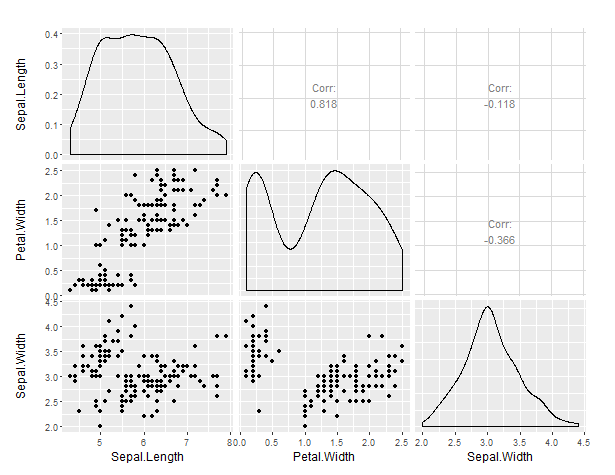 0.4
0.3
0.2
0.1
0.0
Sepal.Length
Corr:
0.818
Corr:
-0.118
2.5
2.0
1.5
1.0
0.5
0.0
Petal.Width
Corr:
-0.366
4.5
4.0
3.5
3.0
2.5
2.0
Sepal.Width
5 6 7 8
0.0 0.5 1.0 1.5 2.0 2.5
2.0 2.5 3.0 3.5 4.0 4.5
Sepal.Length Petal.Width Sepal.Width